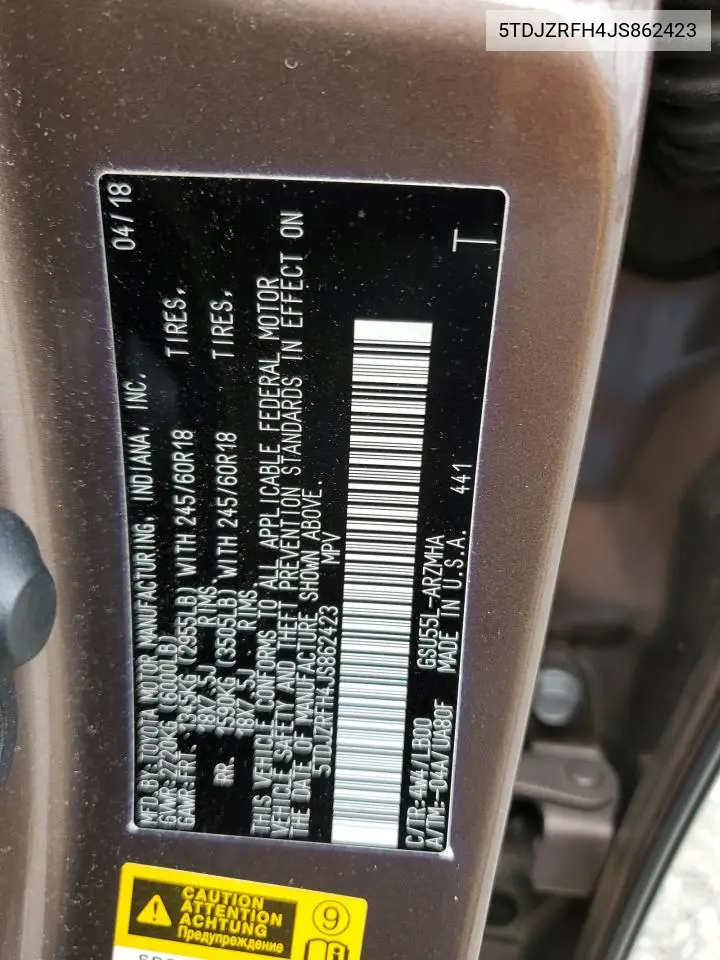 5TDJZRFH4JS862423
MFD BY: TOYOTA MOTOR MANUFACTURING, INDIANA, INC. 04/18
GVWR: 2720KG (6000LB)
GAWR: FRT. 1345KG (2955LB) WITH 245/60R18 TIRES,
18X7.5J RIMS,
RR. 1590KG (3505LB) WITH 245/60R18 TIRES,
18X7.5J RIMS,
THIS VEHICLE CONFORMS TO ALL APPLICABLE FEDERAL MOTOR
VEHICLE SAFETY AND THEFT PREVENTION STANDARDS IN EFFECT ON
THE DATE OF MANUFACTURE SHOWN ABOVE.
5TDJZRFH4JS862423 MPV
C/TR: 4W4/LB00 GSU55L-ARZMHA
A/TM: -04A/UA80F MADE IN U.S.A. 441
T
CAUTION
ATTENTION
ACHTUNG
Предупреждение
9